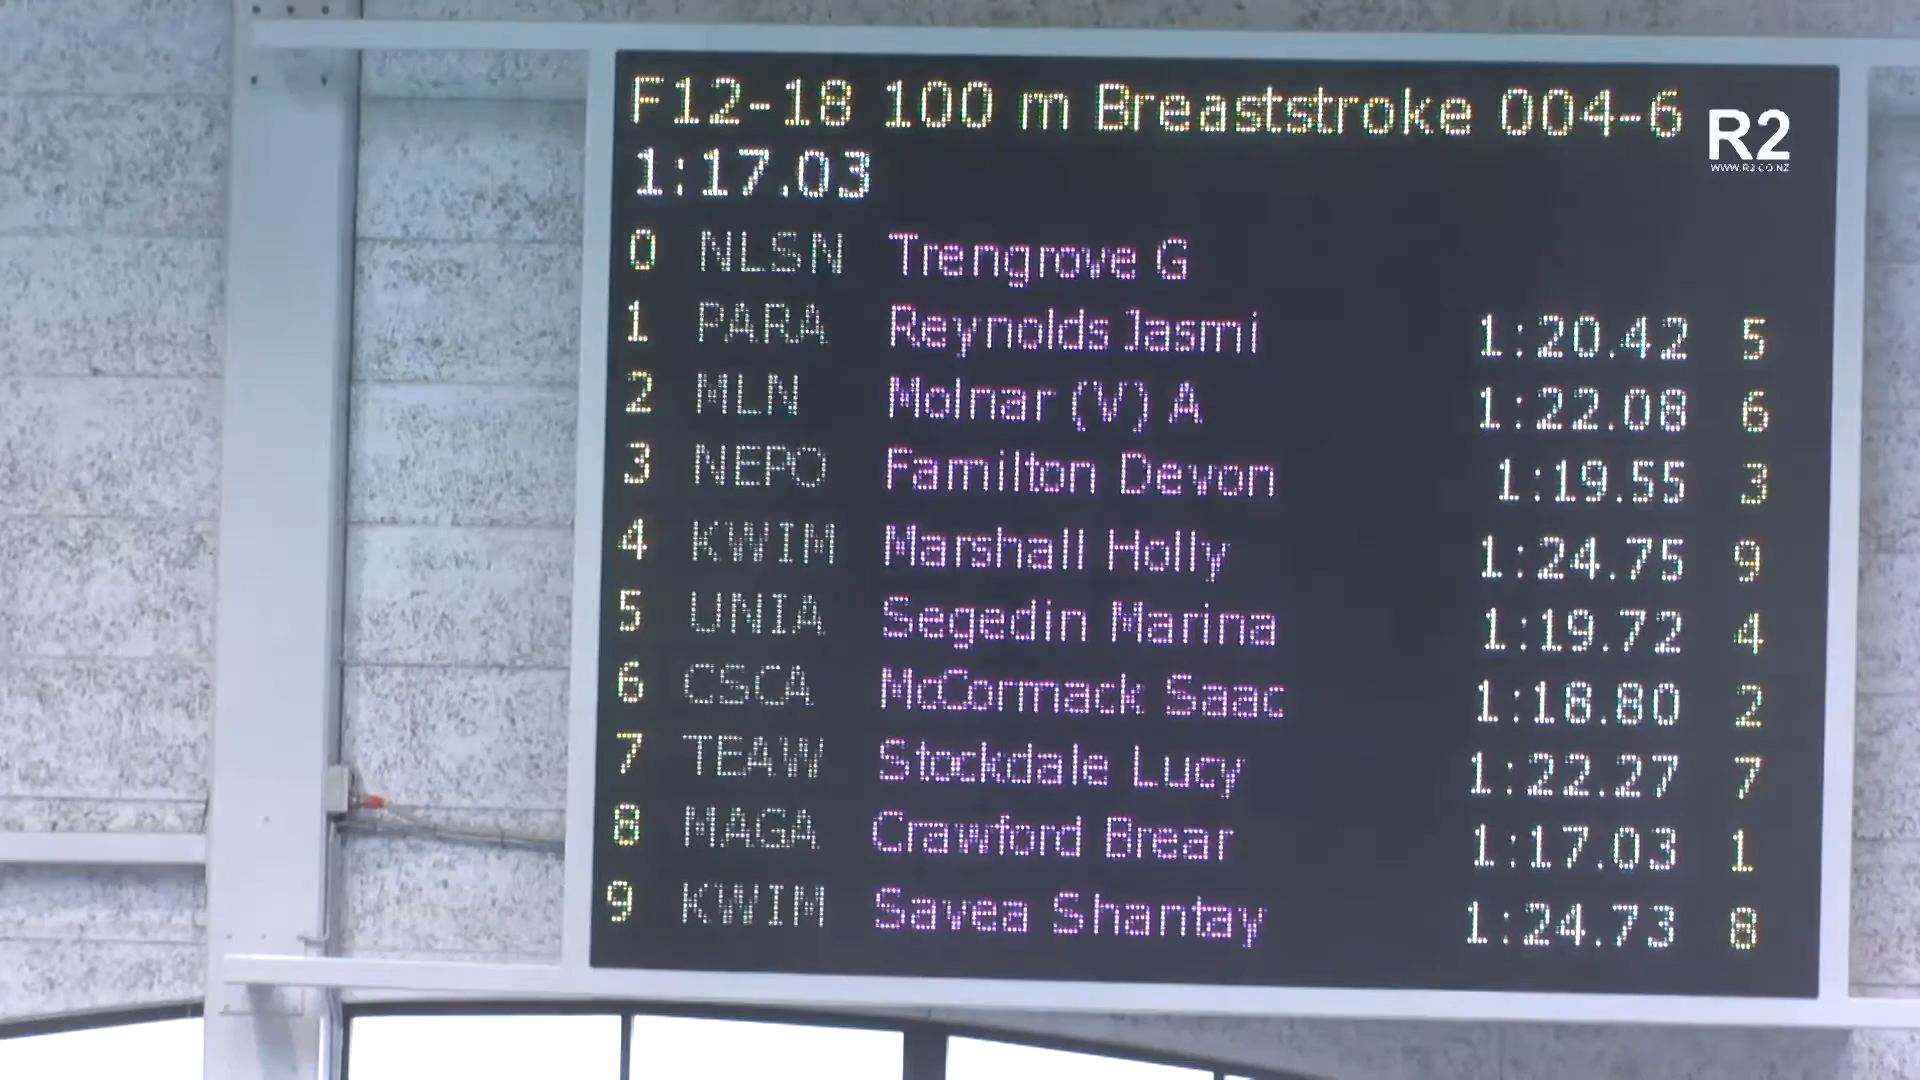 F12-18 100 m Breaststroke 004-6
R2
WWW.R2.CO.NZ
1:17.03
0 NLSN Trengrove G
1 PARA Reynolds Jasmi 1:20.42 5
2 MLN Molnar (V) A 1:22.08 6
3 NEPO Familton Devon 1:19.55 3
4 KWIM Marshall Holly 1:24.75 9
5 UNIA Segedin Marina 1:19.72 4
6 CSCA McCormack Saac 1:18.80 2
7 TEAW Stockdale Lucy 1:22.27 7
8 MAGA Crawford Brear 1:17.03 1
9 KWIM Savea Shantay 1:24.73 8